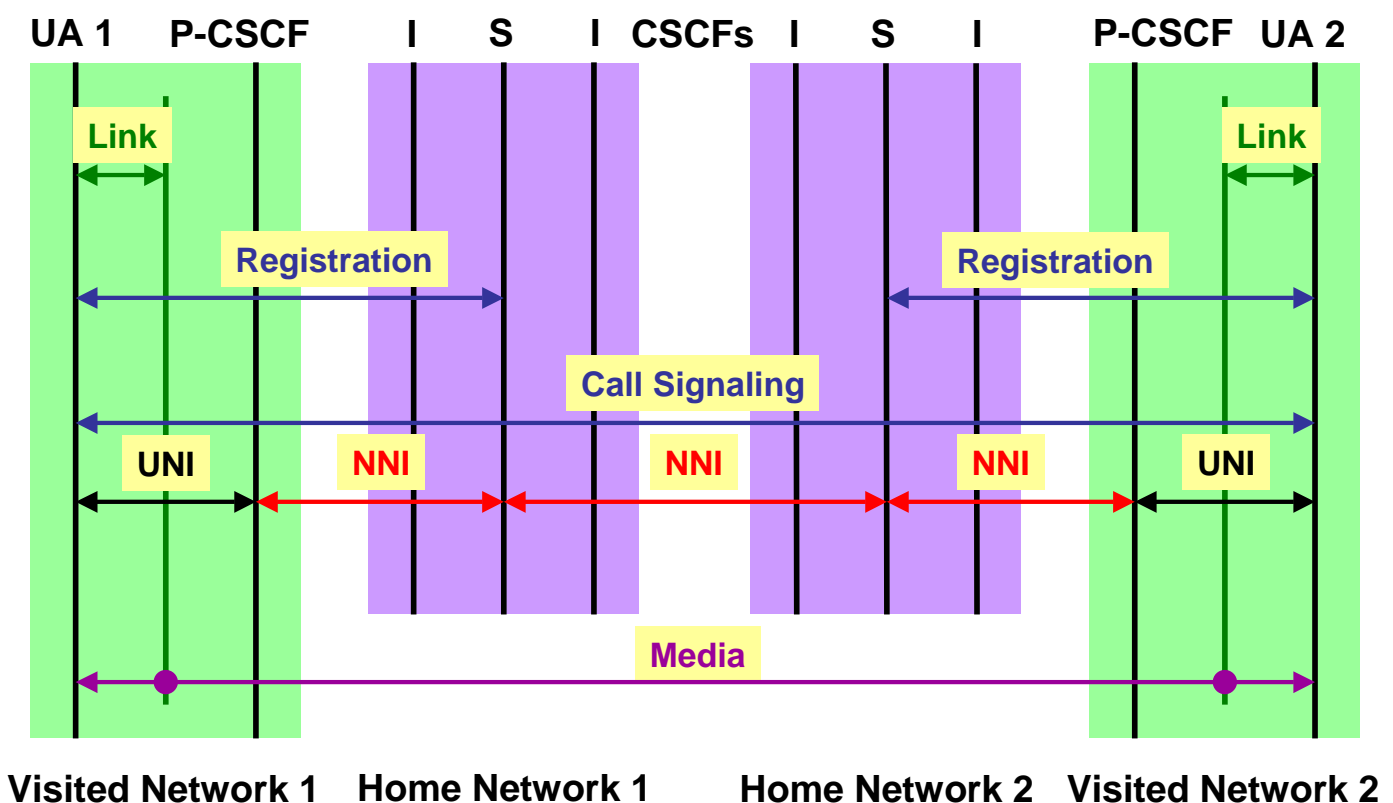 UA 1 P-CSCF I S I CSCFs I S I P-CSCF UA 2
Link Link
Registration Registration
Call Signaling
UNI NNI NNI NNI UNI
Media
Visited Network 1 Home Network 1 Home Network 2 Visited Network 2